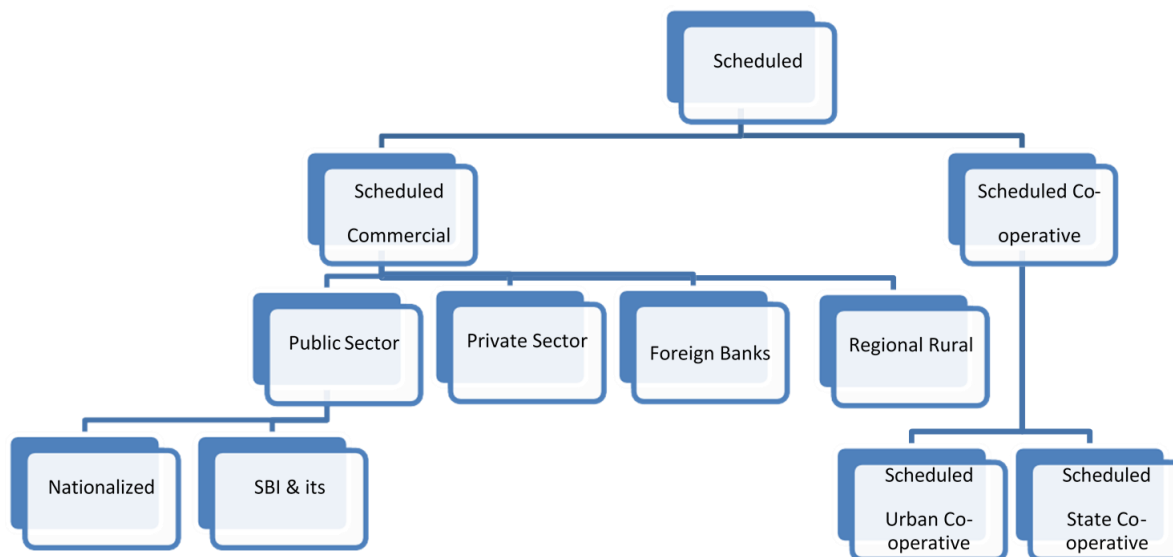 Scheduled
Scheduled
Commercial
Scheduled Co-
operative
Public Sector
Private Sector
Foreign Banks
Regional Rural
Nationalized
SBI & its
Scheduled
Urban Co-
operative
Scheduled
State Co-
operative